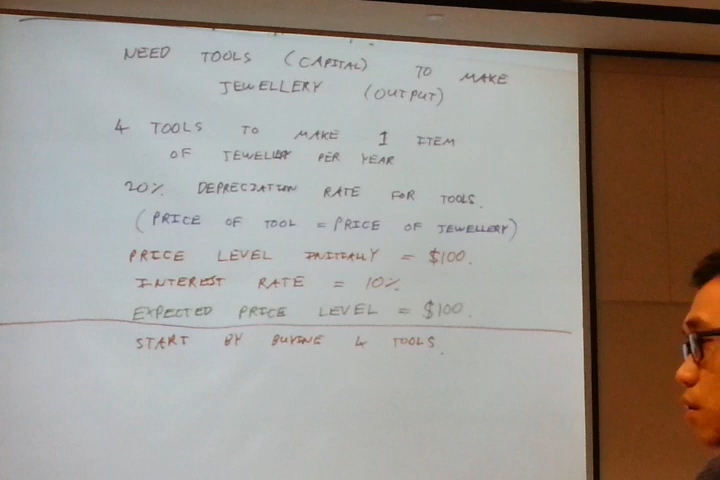 NEED TOOLS (CAPITAL) TO MAKE
JEWELLERY (OUTPUT)
4 TOOLS TO MAKE 1 ITEM
OF JEWELLRY PER YEAR
20% DEPRECIATION RATE FOR TOOLS.
(PRICE OF TOOL = PRICE OF JEWELLERY)
PRICE LEVEL INITIALLY = $100.
INTEREST RATE = 10%
EXPECTED PRICE LEVEL = $100.
START BY BUYING 4 TOOLS.